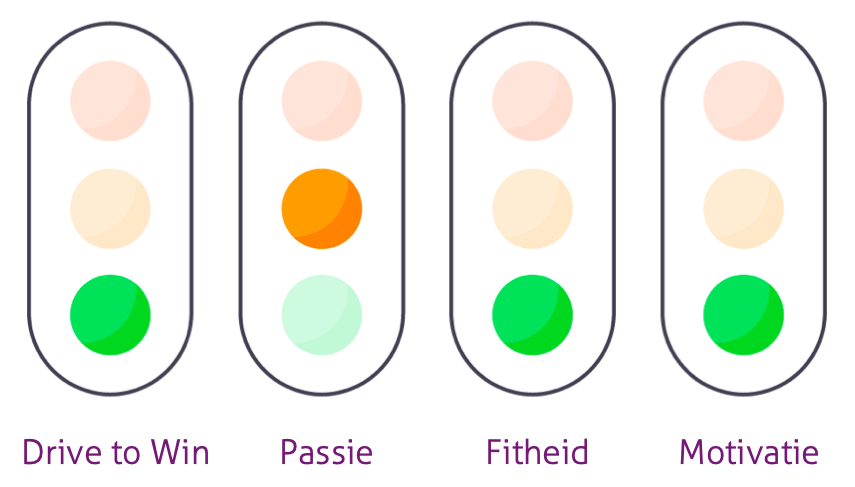 Drive to Win
Passie
Fitheid
Motivatie